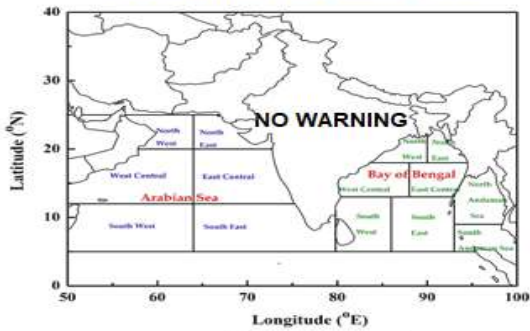 40
30
20
10
0
Latitude (°N)
NO WARNING
North
West
North
East
North
West
North
East
West Central
East Central
Arabian Sea
Bay of Bengal
West Central
East Central
North
Andaman
Sea
South West
South East
South
West
South
East
South
Andaman Sea
50
60
70
80
90
100
Longitude (°E)